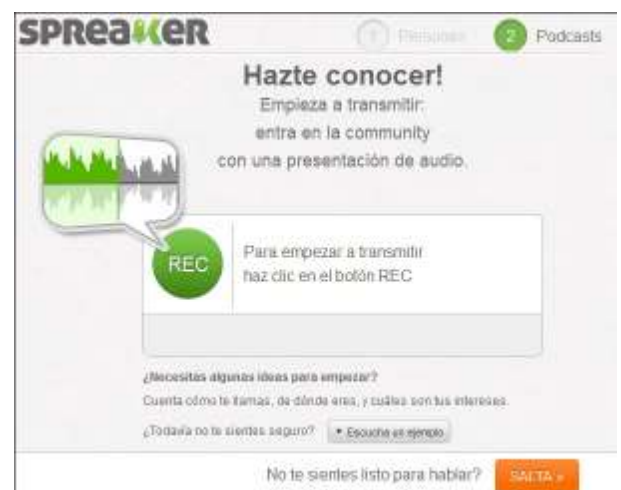 SPREAKER
1 Personas 2 Podcasts
Hazte conocer!
Empieza a transmitir:
entra en la community
con una presentación de audio.
REC
Para empezar a transmitir
haz clic en el botón REC
¿Necesitas algunas ideas para empezar?
Cuenta cómo te llamas, de dónde eres, y cuáles son tus intereses.
¿Todavía no te sientes seguro? Escucha un ejemplo
No te sientes listo para hablar? SALTA »